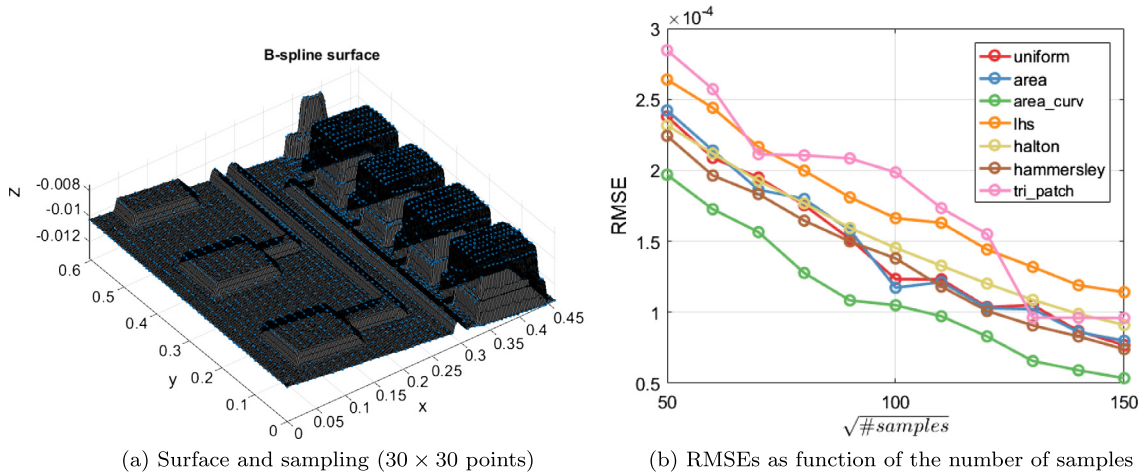 B-spline surface
Z
-0.008
-0.01
-0.012
0.6
0.5
0.4
0.3
0.2
0.1
0
y
0
0.05
0.1
0.15
0.2
0.25
0.3
0.35
0.4
0.45
x
(a) Surface and sampling (30 × 30 points)
×10⁻⁴
3
2.5
2
1.5
1
0.5
RMSE
50 100 150
√#samples
uniform
area
area_curv
lhs
halton
hammersley
tri_patch
(b) RMSEs as function of the number of samples